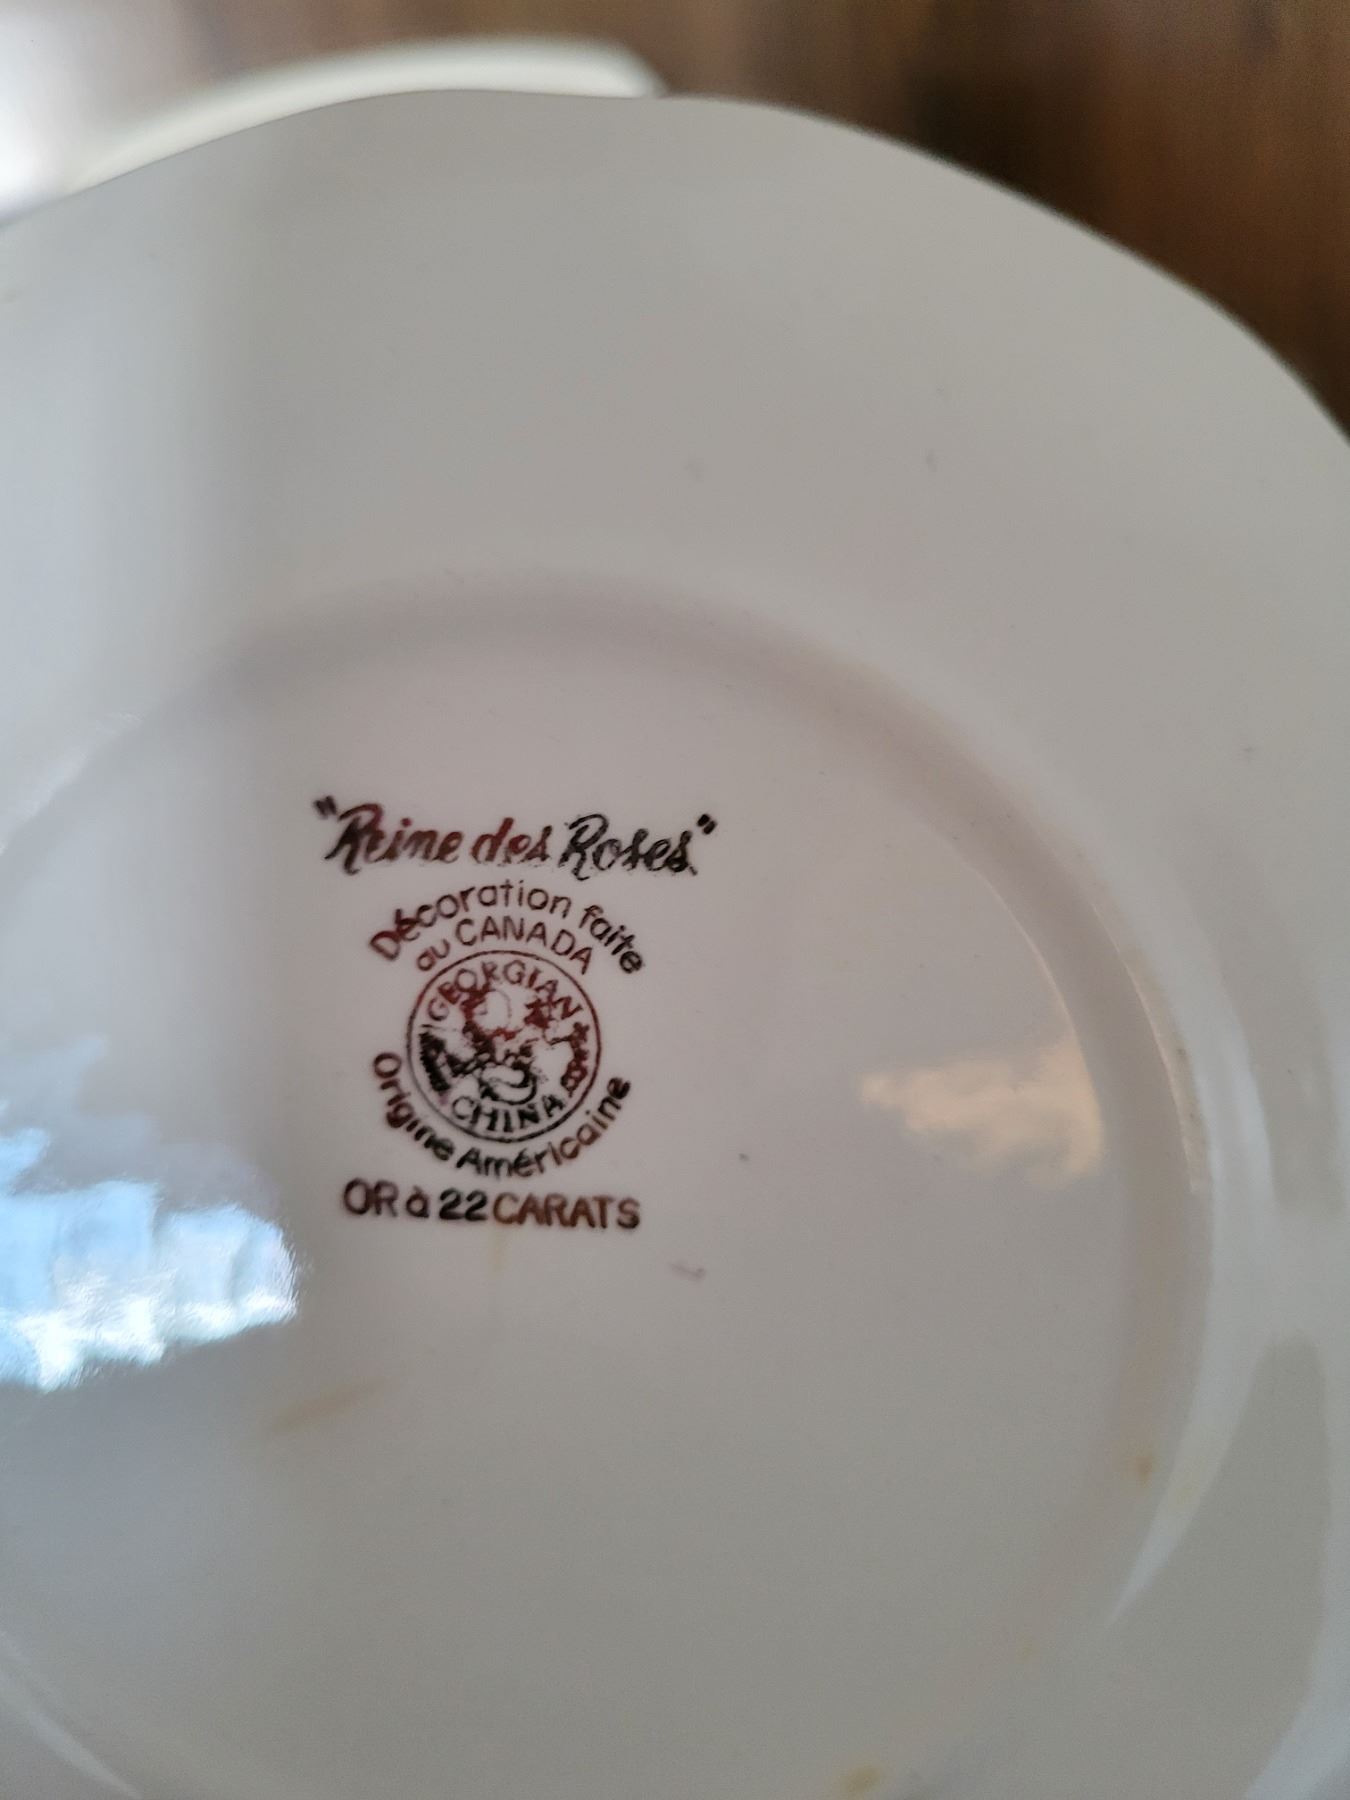 "Reine des Roses"
Décoration faite
au CANADA
GEORGIAN
CHINA
Origine Américaine
OR à 22 CARATS